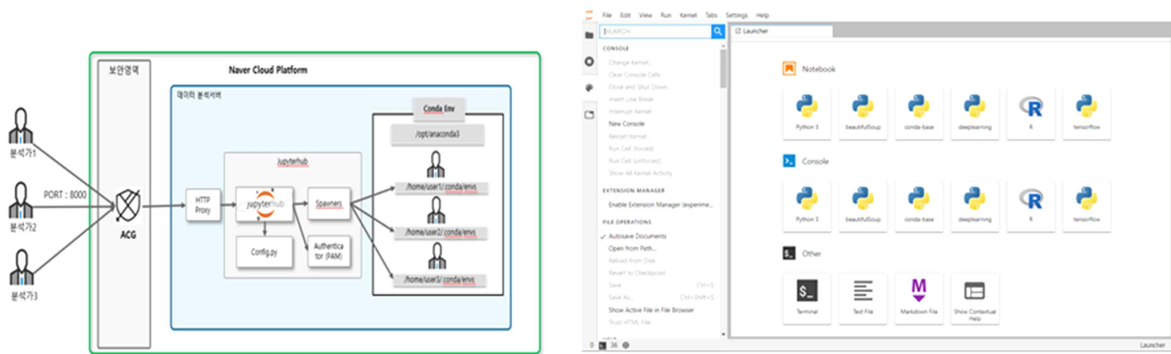 보안영역
Naver Cloud Platform
데이터 분석서버
Conda Env
/opt/anaconda3
Jupyterhub
분석가1
PORT : 8000
HTTP
Proxy
jupyterhub
Spawners
/home/user1/ conda/envs
분석가2
ACG
/home/user2/ conda/envs
Config.py
Authentica
tor (PAM)
/home/user3/ conda/envs
분석가3
File Edit View Run Kernel Tabs Settings Help
SEARCH
CONSOLE
Change Kernel...
Clear Console Cells
Close and Shut Down...
Insert Line Break
Interrupt Kernel
New Console
Restart Kernel...
Run Cell (forced)
Run Cell (unforced)
Show All Kernel Activity
EXTENSION MANAGER
Enable Extension Manager (experime...
FILE OPERATIONS
Autosave Documents
Open from Path...
Reload from Disk
Revert to Checkpoint
Save Ctrl+S
Save As... Ctrl+Shift+S
Show Active File in File Browser
Trust HTML File
Launcher
Notebook
Python 3 beautifulSoup conda-base deeplearning R tensorflow
Console
Python 3 beautifulSoup conda-base deeplearning R tensorflow
$_ Other
$_ M
Terminal Text File Markdown File Show Contextual
Help
0 36 Launcher